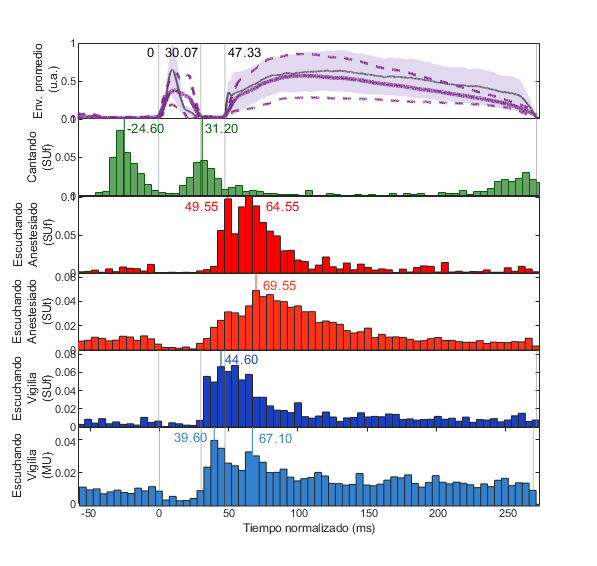 Env. promedio
(u.a.)
1
0.5
0
30.07
47.33
Cantando
(SUf)
0.05
-24.60
31.20
Escuchando
Anestesiado
(SUf)
0.05
49.55
64.55
Escuchando
Anestesiado
(SUt)
0.06
0.04
0.02
69.55
Escuchando
Vigilia
(SUf)
0.08
0.06
0.04
0.02
0
44.60
Escuchando
Vigilia
(MU)
0.04
0.02
0
39.60
67.10
-50 0 50 100 150 200 250
Tiempo normalizado (ms)